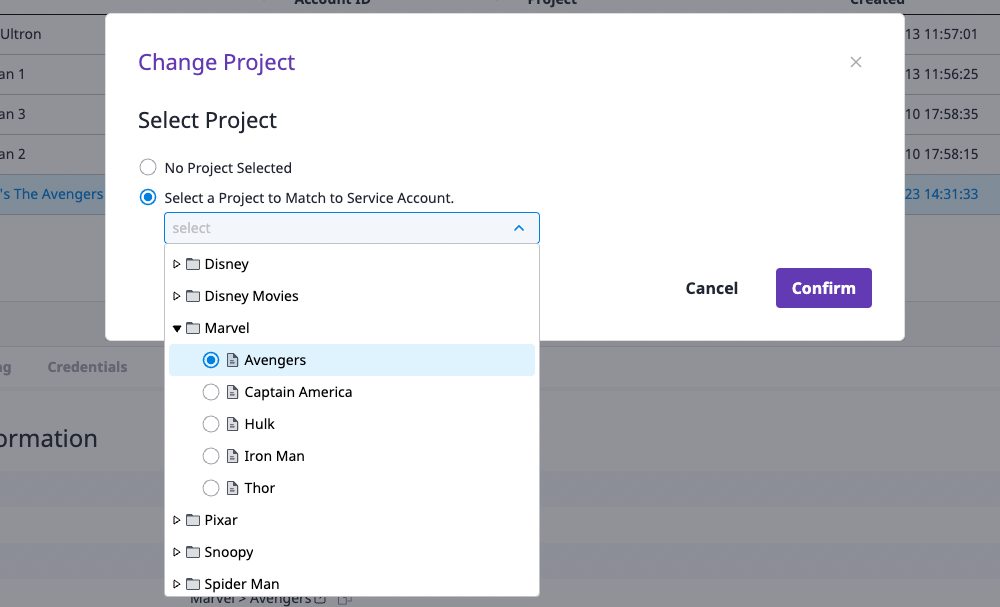 Account ID Project Created
Ultron 13 11:57:01
an 1 13 11:56:25
an 3 10 17:58:35
an 2 10 17:58:15
's The Avengers 23 14:31:33
Change Project
Select Project
No Project Selected
Select a Project to Match to Service Account.
select
Disney
Disney Movies
Marvel
Avengers
Captain America
Hulk
Iron Man
Thor
Pixar
Snoopy
Spider Man
Cancel Confirm
ng Credentials
ormation
Marvel > Avengers